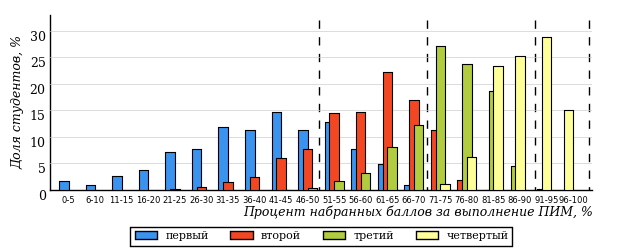 Доля студентов, %
30
25
20
15
10
5
0
0-5 6-10 11-15 16-20 21-25 26-30 31-35 36-40 41-45 46-50 51-55 56-60 61-65 66-70 71-75 76-80 81-85 86-90 91-95 96-100
Процент набранных баллов за выполнение ПИМ, %
первый второй третий четвертый